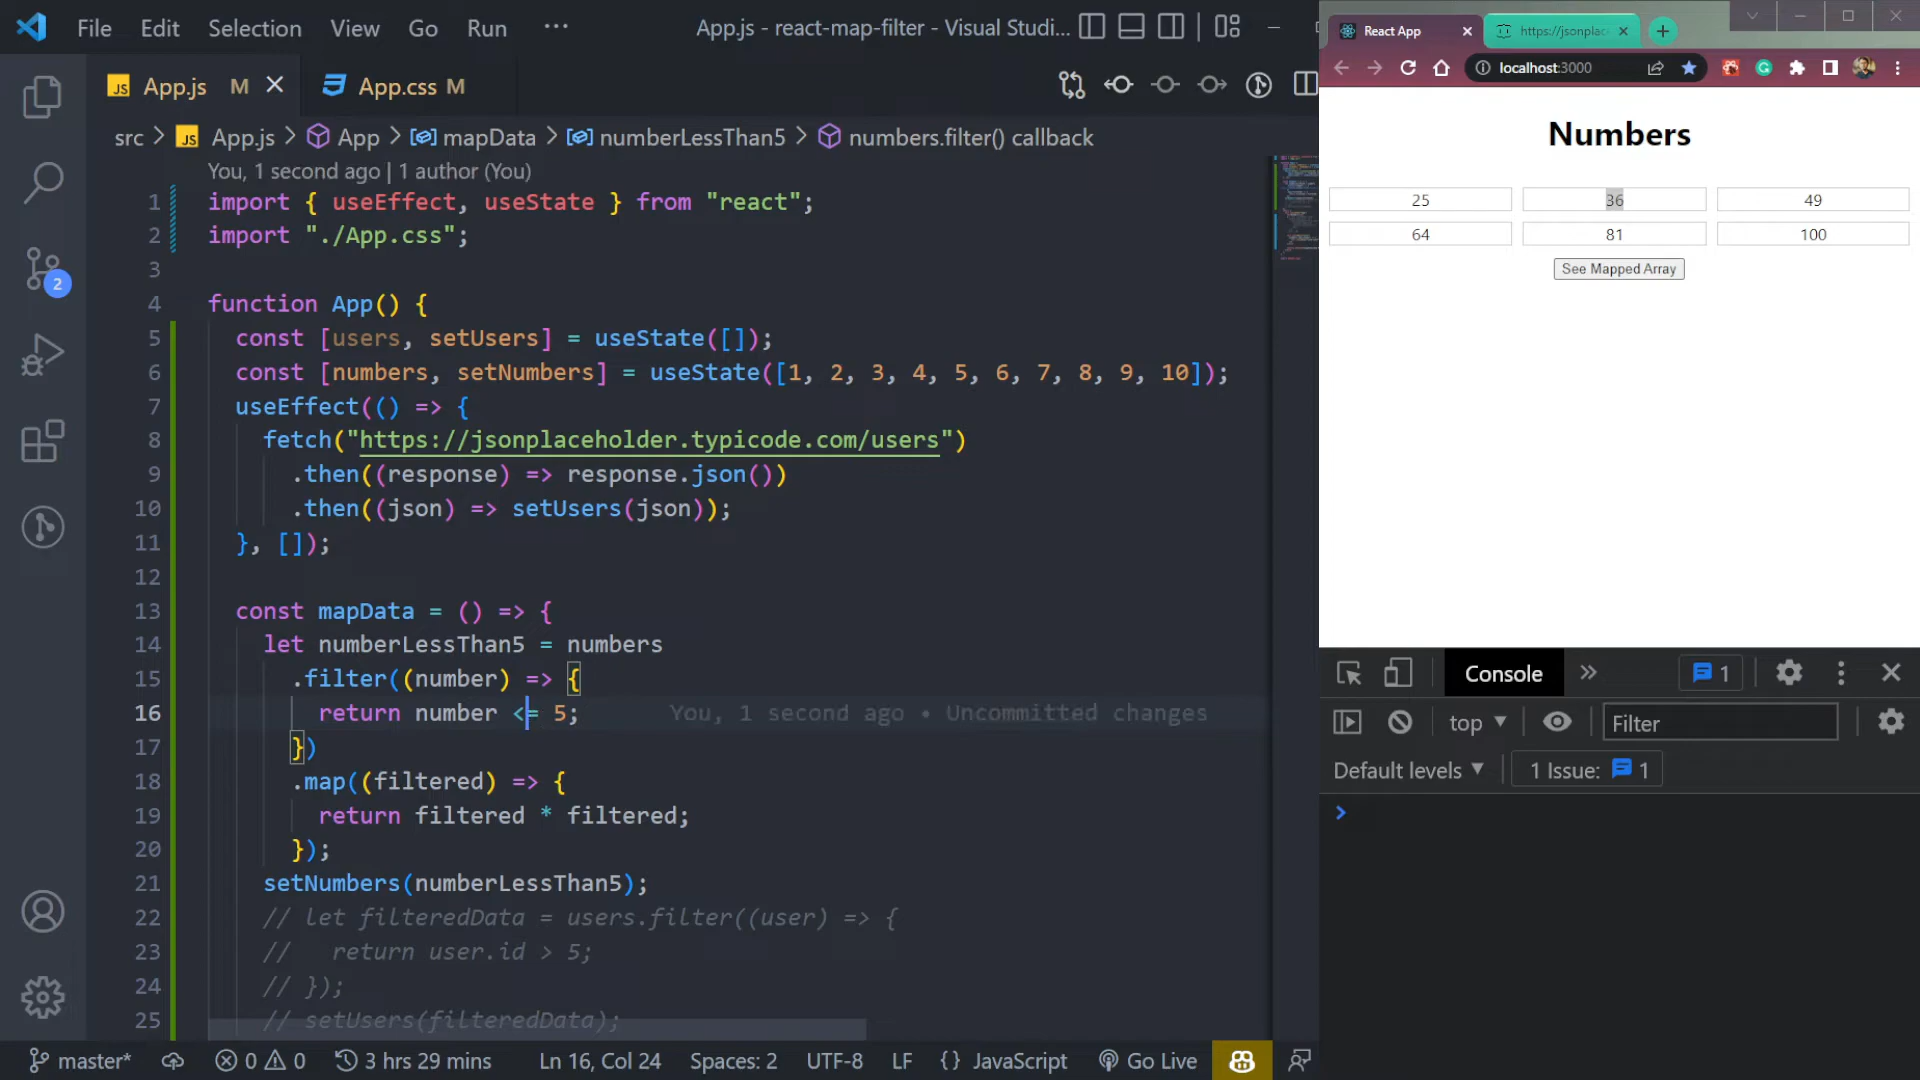 File Edit Selection View Go Run ··· App.js - react-map-filter - Visual Studi...
App.js M App.css M
src > App.js > App > mapData > numberLessThan5 > numbers.filter() callback
You, 1 second ago | 1 author (You)
1 import { useEffect, useState } from "react";
2 import "./App.css";
3
4 function App() {
5 const [users, setUsers] = useState([]);
6 const [numbers, setNumbers] = useState([1, 2, 3, 4, 5, 6, 7, 8, 9, 10]);
7 useEffect(() => {
8 fetch("https://jsonplaceholder.typicode.com/users")
9 .then((response) => response.json())
10 .then((json) => setUsers(json));
11 }, []);
12
13 const mapData = () => {
14 let numberLessThan5 = numbers
15 .filter((number) => {
16 return number <= 5; You, 1 second ago • Uncommitted changes
17 })
18 .map((filtered) => {
19 return filtered * filtered;
20 });
21 setNumbers(numberLessThan5);
22 // let filteredData = users.filter((user) => {
23 // return user.id > 5;
24 // });
25 // setUsers(filteredData);
2
master* 0 0 3 hrs 29 mins Ln 16, Col 24 Spaces: 2 UTF-8 LF {} JavaScript Go Live
React App https://jsonplac
localhost:3000
Numbers
25 36 49
64 81 100
See Mapped Array
Console » 1
top Filter
Default levels 1 Issue: 1
>